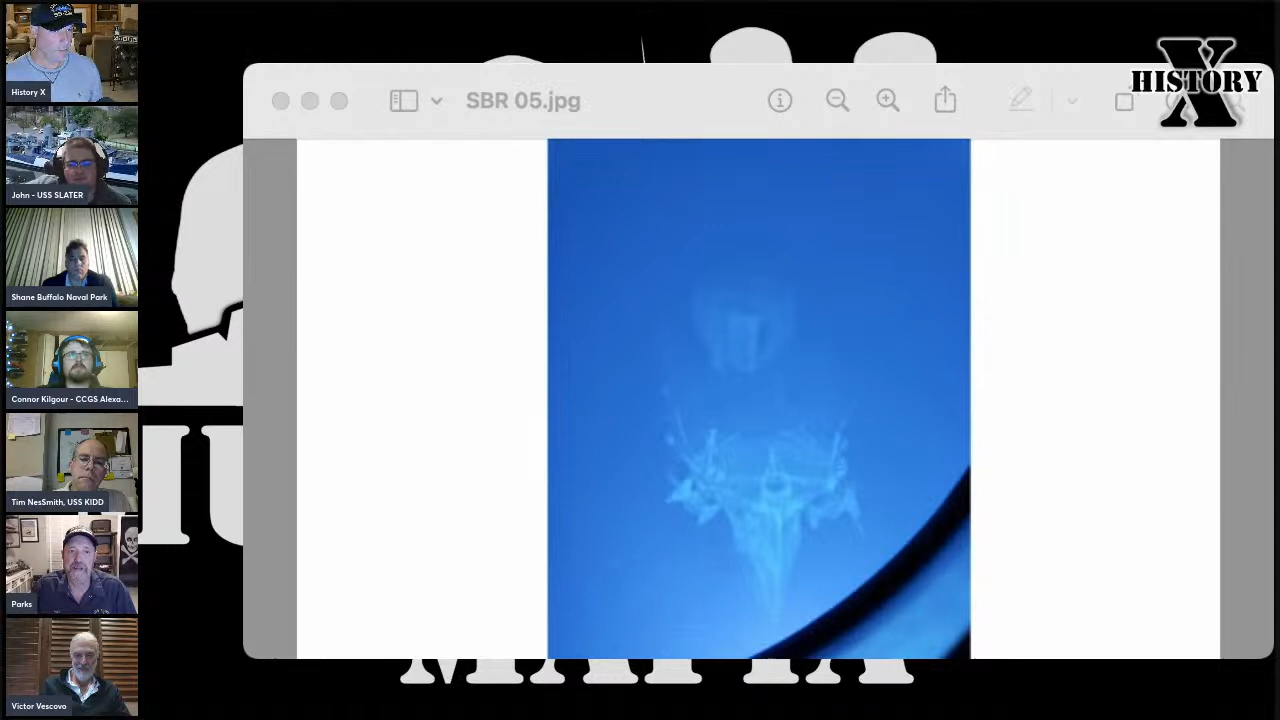 History X
John - USS SLATER
Shane Buffalo Naval Park
Connor Kilgour - CCGS Alexa...
Tim NesSmith, USS KIDD
Parks
Victor Vescovo
SBR 05.jpg
X
HISTORY